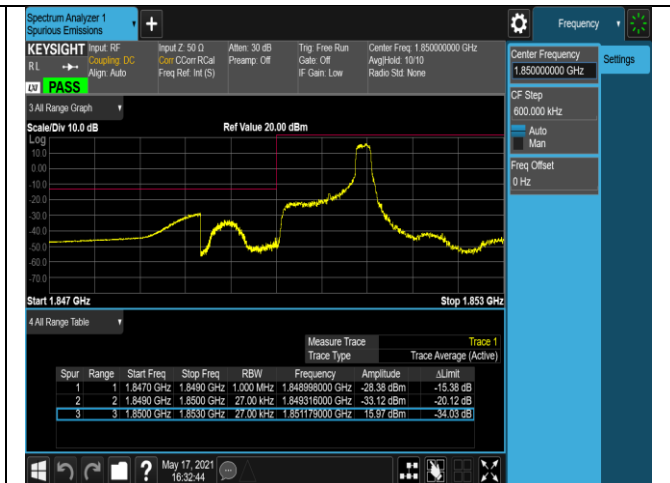 Spectrum Analyzer 1
Spurious Emissions
+
Frequency
KEYSIGHT
RL
LXI PASS
Input: RF
Coupling: DC
Align: Auto
Input Z: 50 Ω
Corr CCorr RCal
Freq Ref: Int (S)
Atten: 30 dB
Preamp: Off
Trig: Free Run
Gate: Off
IF Gain: Low
Center Freq: 1.850000000 GHz
Avg|Hold: 10/10
Radio Std: None
Center Frequency
1.850000000 GHz
Settings
CF Step
600.000 kHz
Auto
Man
Freq Offset
0 Hz
3 All Range Graph
Scale/Div 10.0 dB
Ref Value 20.00 dBm
Log
10.0
0.00
-10.0
-20.0
-30.0
-40.0
-50.0
-60.0
-70.0
Start 1.847 GHz
Stop 1.853 GHz
4 All Range Table
Measure Trace Trace 1
Trace Type Trace Average (Active)
Spur Range Start Freq Stop Freq RBW Frequency Amplitude ΔLimit
1 1 1.8470 GHz 1.8490 GHz 1.000 MHz 1.848998000 GHz -28.38 dBm -15.38 dB
2 2 1.8490 GHz 1.8500 GHz 27.00 kHz 1.849316000 GHz -33.12 dBm -20.12 dB
3 3 1.8500 GHz 1.8530 GHz 27.00 kHz 1.851179000 GHz 15.97 dBm -34.03 dB
?
May 17, 2021
16:32:44